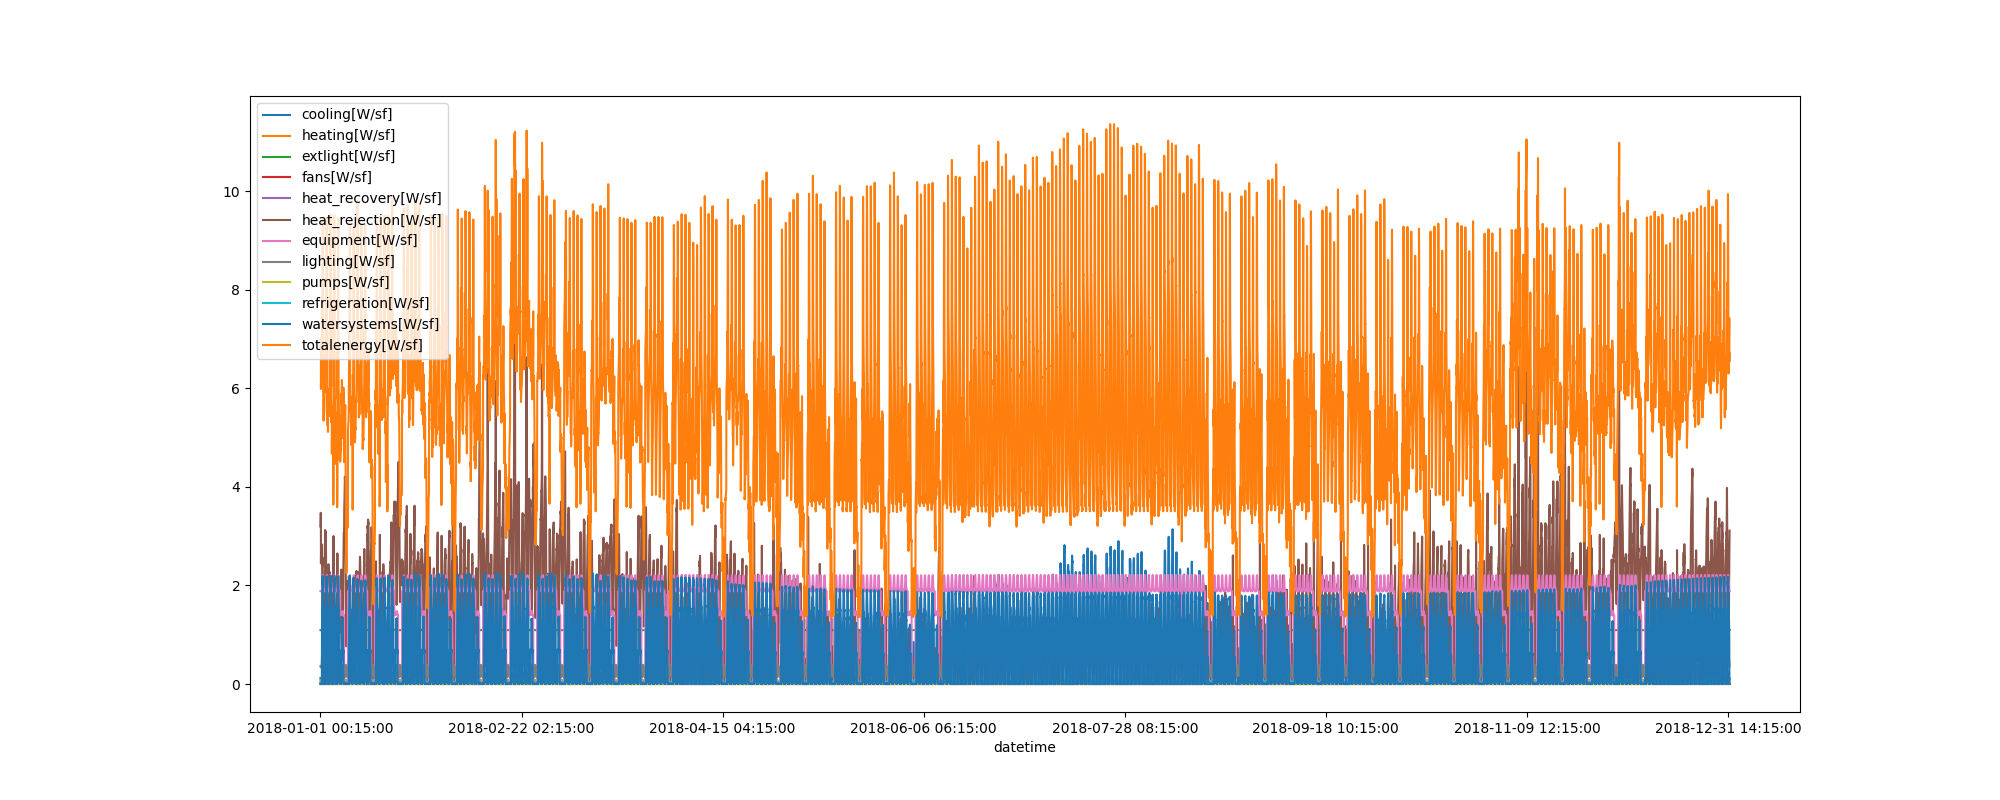 cooling[W/sf]
heating[W/sf]
extlight[W/sf]
fans[W/sf]
heat_recovery[W/sf]
heat_rejection[W/sf]
equipment[W/sf]
lighting[W/sf]
pumps[W/sf]
refrigeration[W/sf]
watersystems[W/sf]
totalenergy[W/sf]
10
8
6
4
2
0
2018-01-01 00:15:00 2018-02-22 02:15:00 2018-04-15 04:15:00 2018-06-06 06:15:00 2018-07-28 08:15:00 2018-09-18 10:15:00 2018-11-09 12:15:00 2018-12-31 14:15:00
datetime